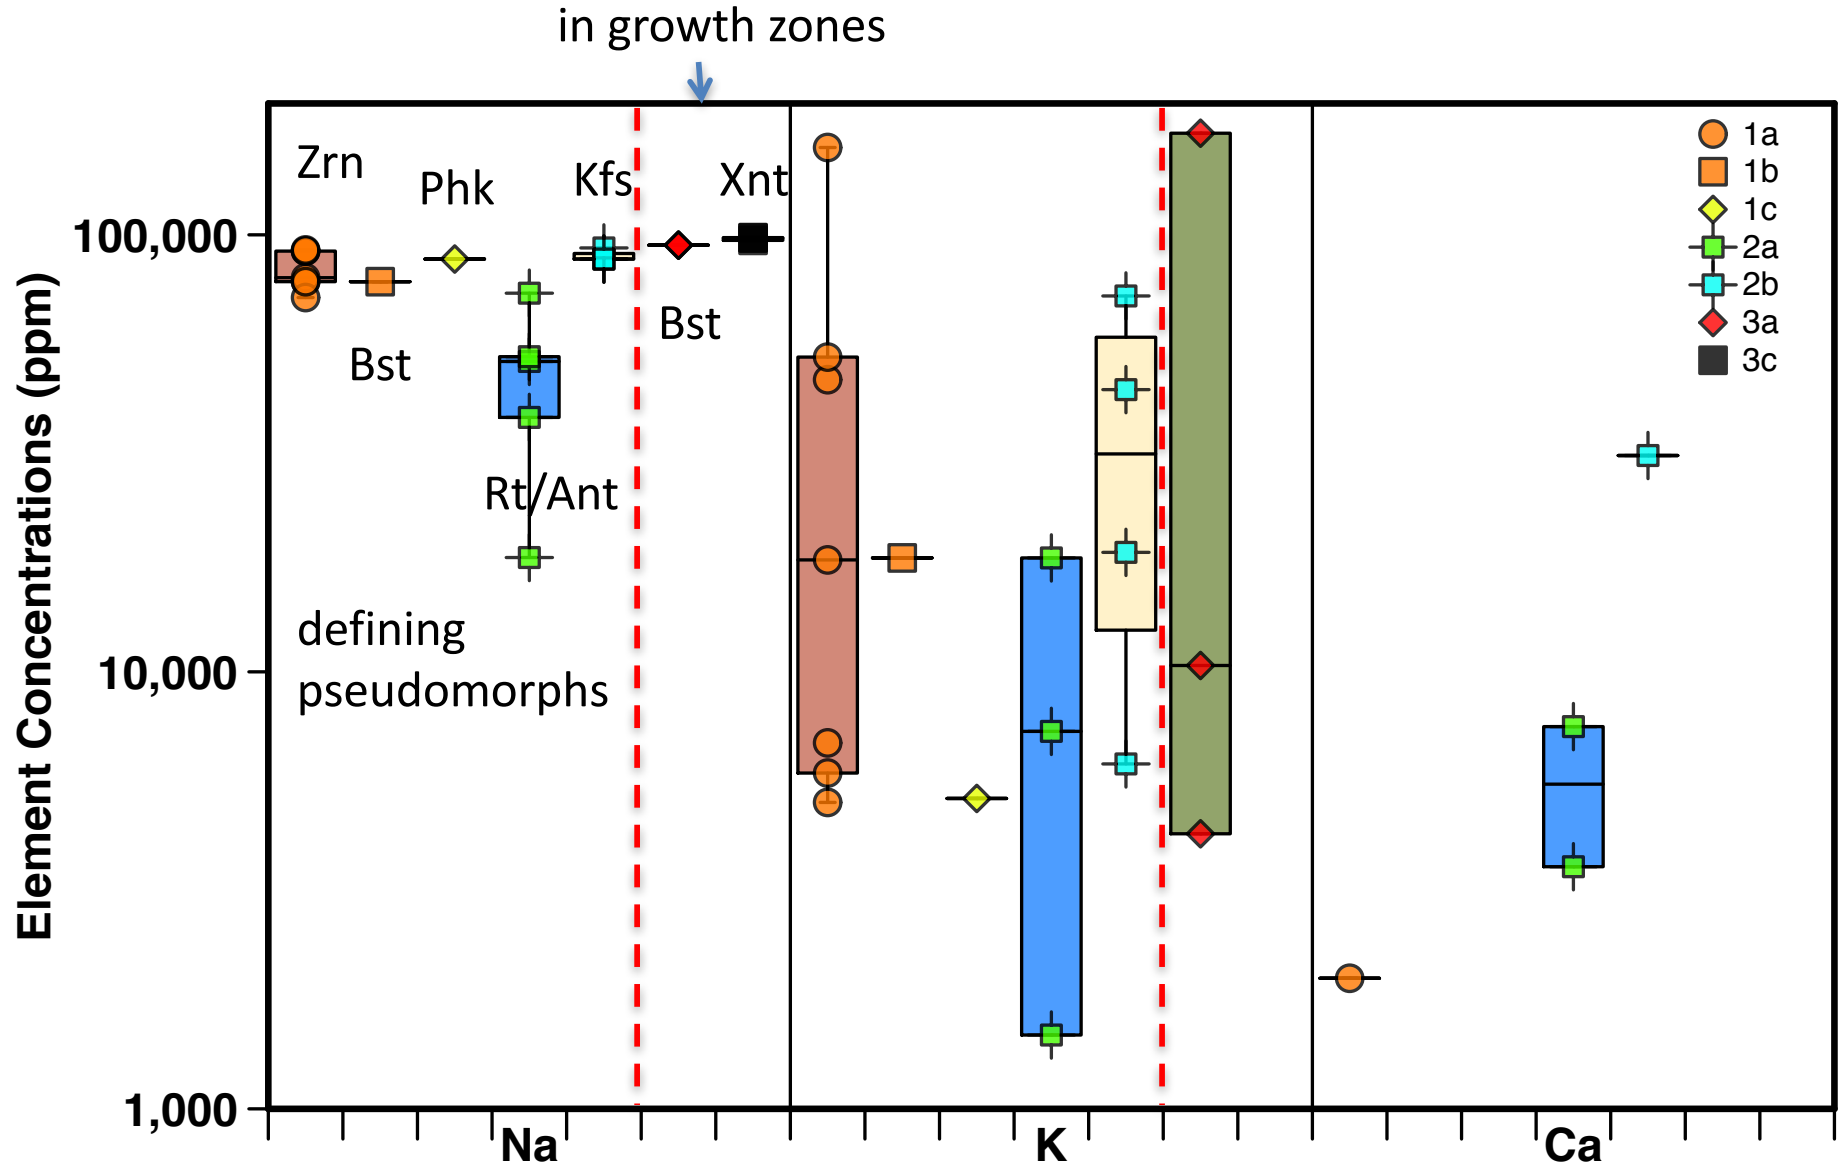 in growth zones
Zrn
Phk
Kfs
Xnt
1a
1b
1c
2a
2b
3a
3c
100,000
Bst
Bst
Rt/Ant
defining
pseudomorphs
10,000
1,000
Element Concentrations (ppm)
Na
K
Ca